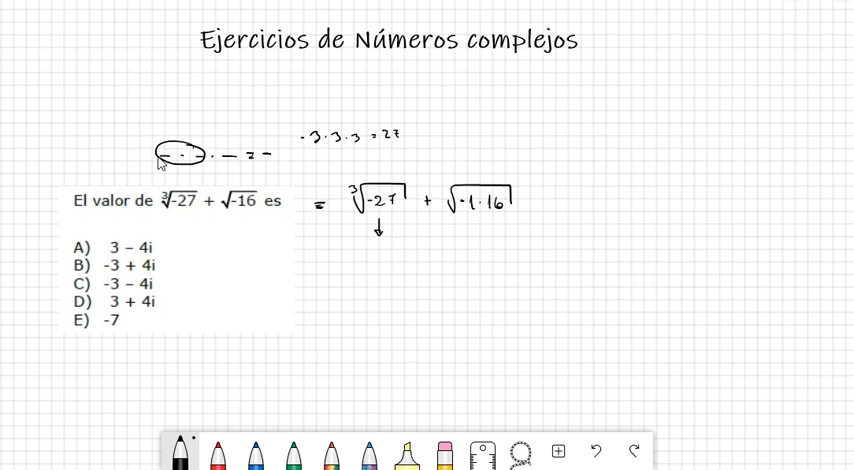 Ejercicios de Números complejos
- 3 · 3 · 3 = 27
- · - · - = -
El valor de ∛-27 + √-16 es = ∛-27 + √-1·16
↓
A) 3 – 4i
B) -3 + 4i
C) -3 – 4i
D) 3 + 4i
E) -7